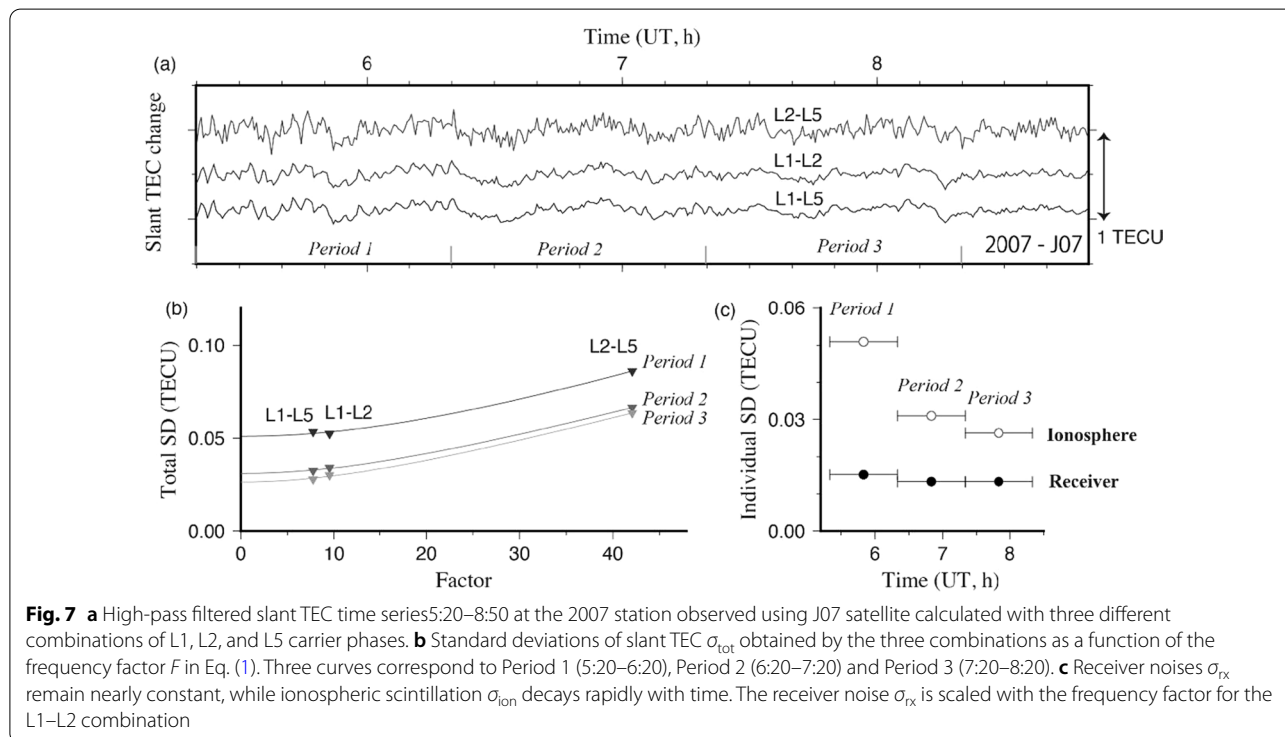 Time (UT, h)
(a)
6 7 8
Slant TEC change
L2-L5
L1-L2
L1-L5
Period 1 Period 2 Period 3 2007 - J07
1 TECU
(b)
Total SD (TECU)
0.10
0.05
0.00
L2-L5 Period 1
Period 2
Period 3
L1-L5 L1-L2
0 10 20 30 40
Factor
(c)
Individual SD (TECU)
0.06
0.03
0.00
Period 1
Period 2
Period 3
Ionosphere
Receiver
6 7 8
Time (UT, h)
Fig. 7 a High-pass filtered slant TEC time series5:20–8:50 at the 2007 station observed using J07 satellite calculated with three different
combinations of L1, L2, and L5 carrier phases. b Standard deviations of slant TEC σtot obtained by the three combinations as a function of the
frequency factor F in Eq. (1). Three curves correspond to Period 1 (5:20–6:20), Period 2 (6:20–7:20) and Period 3 (7:20–8:20). c Receiver noises σrx
remain nearly constant, while ionospheric scintillation σion decays rapidly with time. The receiver noise σrx is scaled with the frequency factor for the
L1–L2 combination